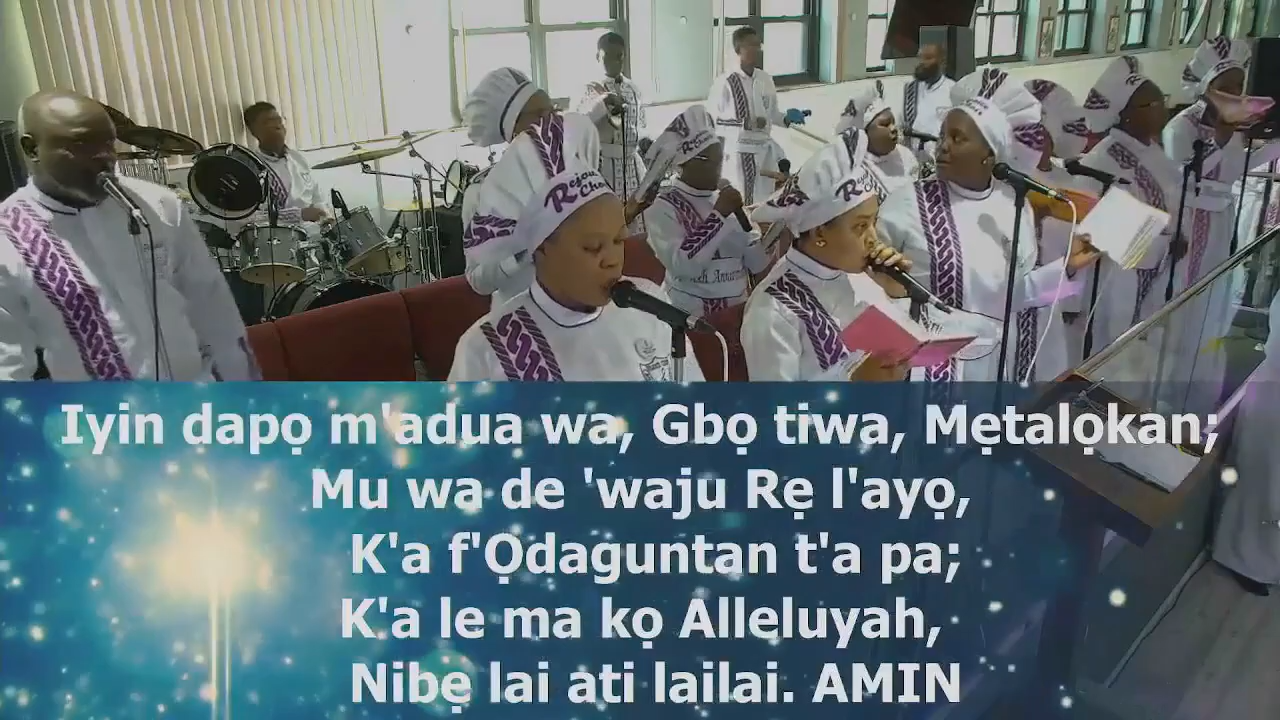 Iyin dapọ m'adua wa, Gbọ tiwa, Mẹtalọkan;
Mu wa de 'waju Rẹ l'ayọ,
K'a f'Ọdaguntan t'a pa;
K'a le ma kọ Alleluyah,
Nibẹ lai ati lailai. AMIN